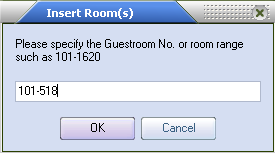 Insert Room(s)
Please specify the Guestroom No. or room range
such as 101-1620
101-518
OK
Cancel